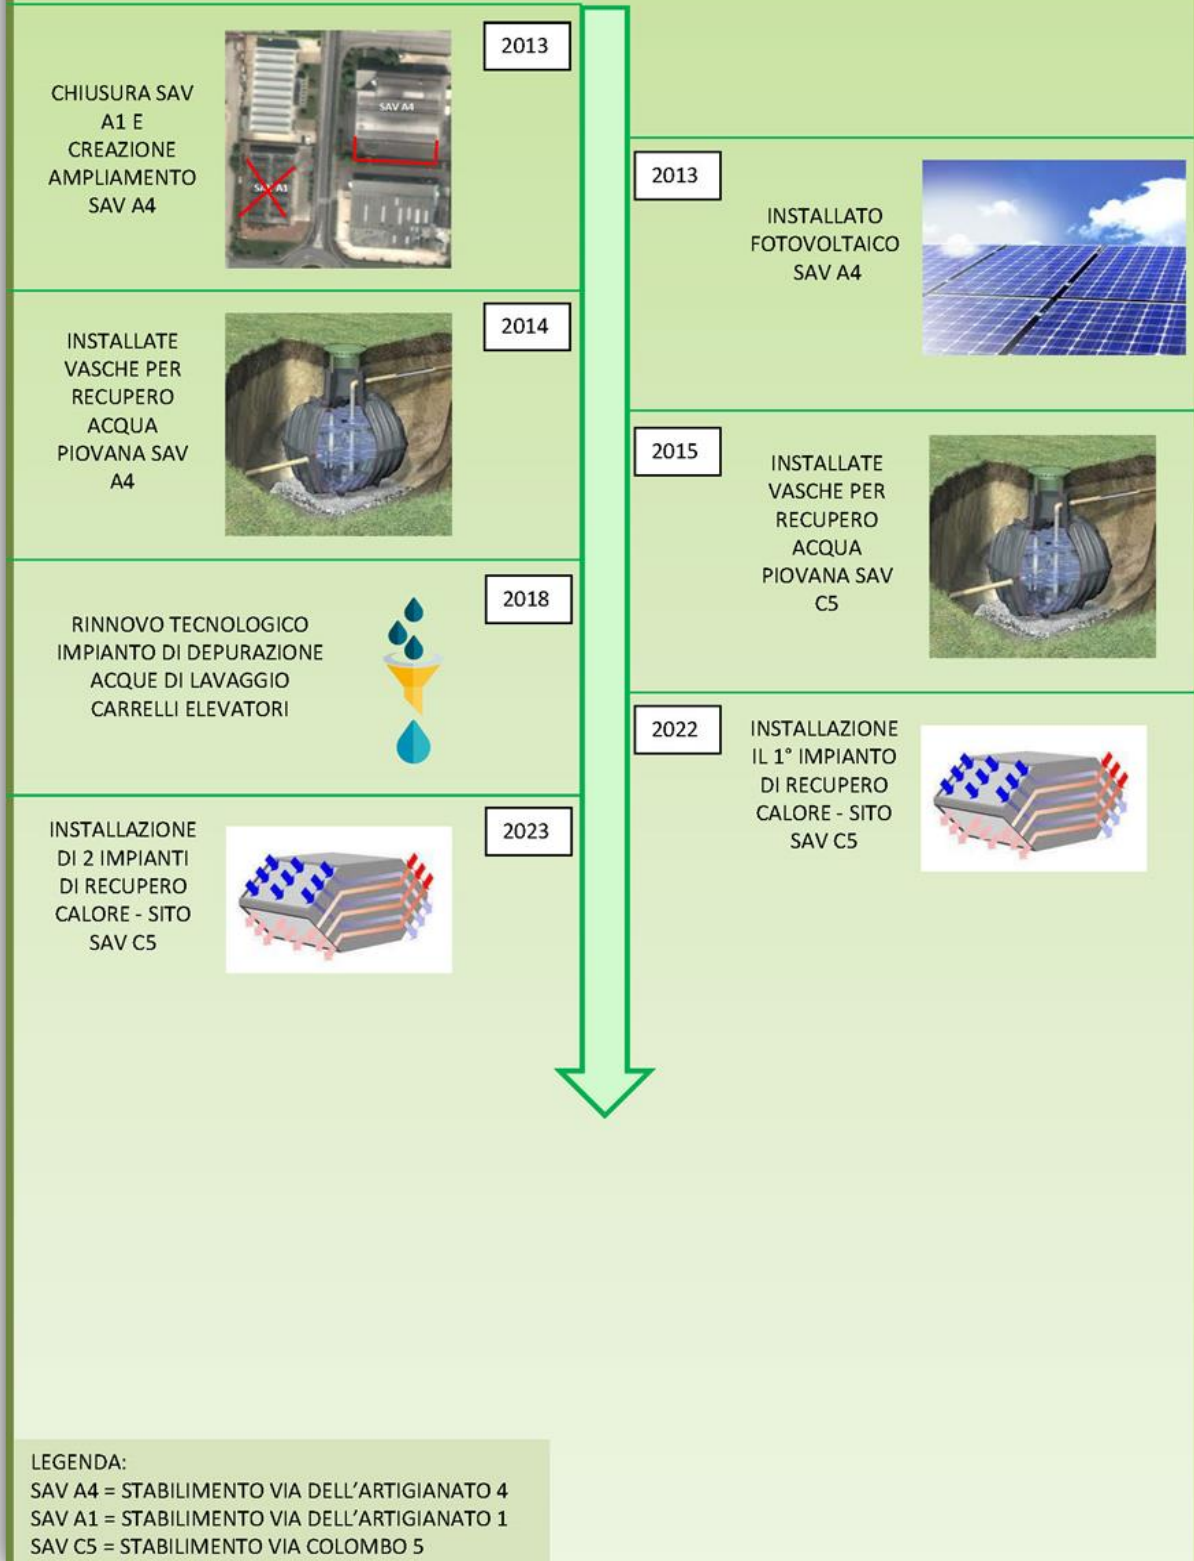 2013
CHIUSURA SAV
A1 E
CREAZIONE
AMPLIAMENTO
SAV A4
SAV A4
SAV A1
2013
INSTALLATO
FOTOVOLTAICO
SAV A4
2014
INSTALLATE
VASCHE PER
RECUPERO
ACQUA
PIOVANA SAV
A4
2015
INSTALLATE
VASCHE PER
RECUPERO
ACQUA
PIOVANA SAV
C5
2018
RINNOVO TECNOLOGICO
IMPIANTO DI DEPURAZIONE
ACQUE DI LAVAGGIO
CARRELLI ELEVATORI
2022
INSTALLAZIONE
IL 1° IMPIANTO
DI RECUPERO
CALORE - SITO
SAV C5
2023
INSTALLAZIONE
DI 2 IMPIANTI
DI RECUPERO
CALORE - SITO
SAV C5
LEGENDA:
SAV A4 = STABILIMENTO VIA DELL'ARTIGIANATO 4
SAV A1 = STABILIMENTO VIA DELL'ARTIGIANATO 1
SAV C5 = STABILIMENTO VIA COLOMBO 5